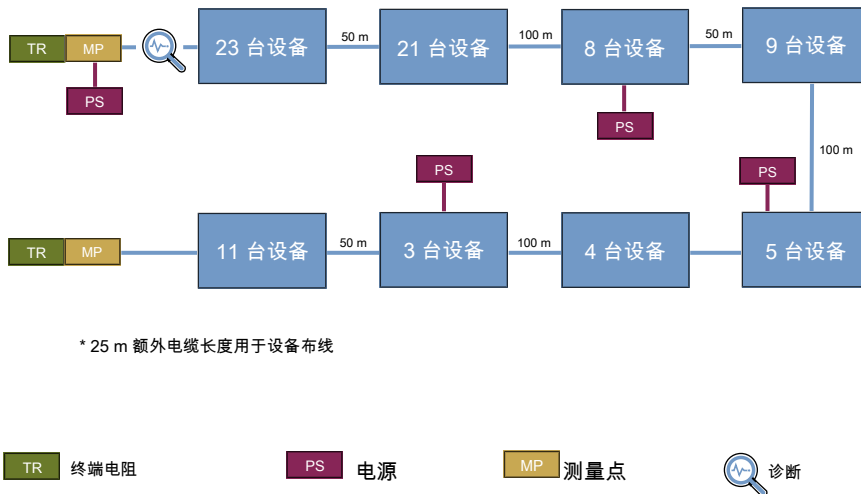 TR MP 23 台设备 50 m 21 台设备 100 m 8 台设备 50 m 9 台设备
PS
PS
100 m
PS
PS
TR MP 11 台设备 50 m 3 台设备 100 m 4 台设备 5 台设备
* 25 m 额外电缆长度用于设备布线
TR 终端电阻 PS 电源 MP 测量点 诊断